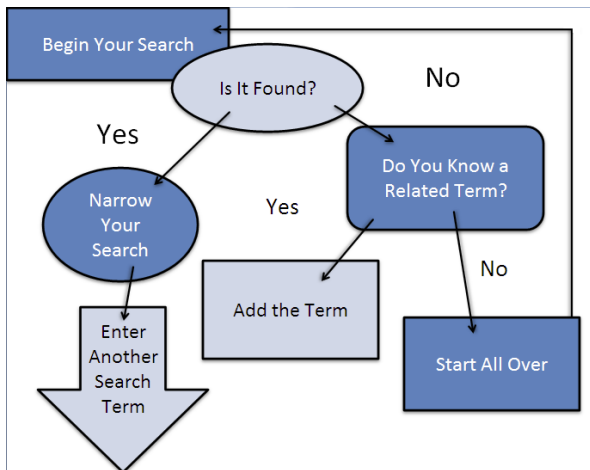 Begin Your Search
Is It Found?
No
Yes
Do You Know a
Related Term?
Narrow
Your
Search
Yes
No
Add the Term
Enter
Another
Search
Term
Start All Over